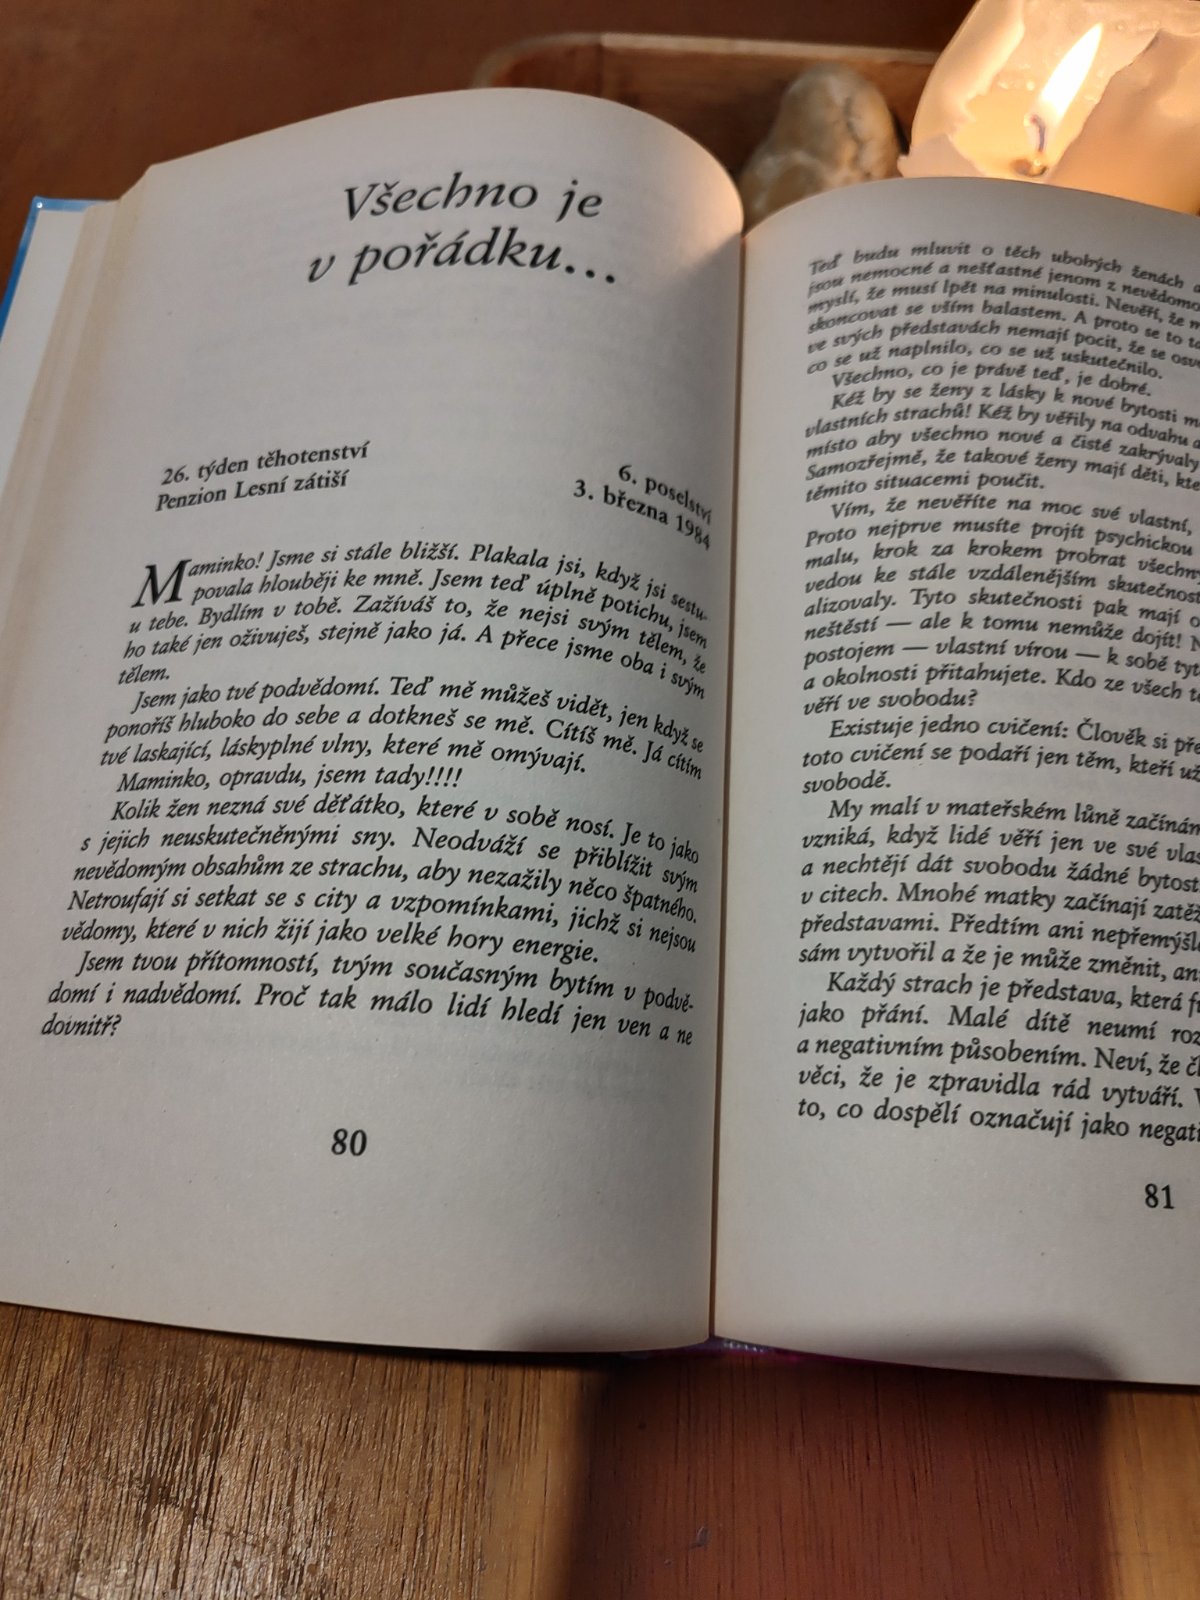 Všechno je
v pořádku...
26. týden těhotenství
Penzion Lesní zátiší
6. poselství
3. března 1984
Maminko! Jsme si stále bližší. Plakala jsi, když jsi sestu-
povala hlouběji ke mně. Jsem teď úplně potichu, jsem
u tebe. Bydlím v tobě. Zažíváš to, že nejsi svým tělem, že
ho také jen oživuješ, stejně jako já. A přece jsme oba i svým
tělem.
Jsem jako tvé podvědomí. Teď mě můžeš vidět, jen když se
ponoříš hluboko do sebe a dotkneš se mě. Cítíš mě. Já cítím
tvé laskající, láskyplné vlny, které mě omývají.
Maminko, opravdu, jsem tady!!!!
Kolik žen nezná své děťátko, které v sobě nosí. Je to jako
s jejich neuskutečněnými sny. Neodváží se přiblížit svým
nevědomým obsahům ze strachu, aby nezažily něco špatného.
Netroufají si setkat se s city a vzpomínkami, jichž si nejsou
vědomy, které v nich žijí jako velké hory energie.
Jsem tvou přítomností, tvým současným bytím v podvě-
domí i nadvědomí. Proč tak málo lidí hledí jen ven a ne
dovnitř?
80
Teď budu mluvit o těch ubohých ženách
jsou nemocné a nešťastné jenom z
myslí, že musí lpět na minulosti. Nevěří, že
skoncovat se vším balastem. A proto se to
ve svých představách nemají pocit, že se
co se už naplnilo, co se už uskutečnilo.
Všechno, co je právě teď, je dobré.
Kéž by se ženy z lásky k nové bytosti
vlastních strachů! Kéž by věřily na odvahu a
místo aby všechno nové a čisté zakrývaly
Samozřejmě, že takové ženy mají děti,
těmito situacemi poučit.
Vím, že nevěříte na moc své vlastní,
Proto nejprve musíte projít psychickou
malu, krok za krokem probrat
vedou ke stále vzdálenějším
alizovaly. Tyto skutečnosti pak mají
neštěstí — ale k tomu nemůže dojít!
postojem — vlastní vírou — k sobě
a okolnosti přitahujete. Kdo ze všech
věří ve svobodu?
Existuje jedno cvičení: Člověk si
toto cvičení se podaří jen těm, kteří už
svobodě.
My malí v mateřském lůně
vzniká, když lidé věří jen ve své
a nechtějí dát svobodu žádné
v citech. Mnohé matky začínají
představami. Předtím ani
sám vytvořil a že je může změnit,
Každý strach je představa, která
jako přání. Malé dítě neumí
a negativním působením. Neví, že
věci, že je zpravidla rád vytváří.
to, co dospělí označují jako
81